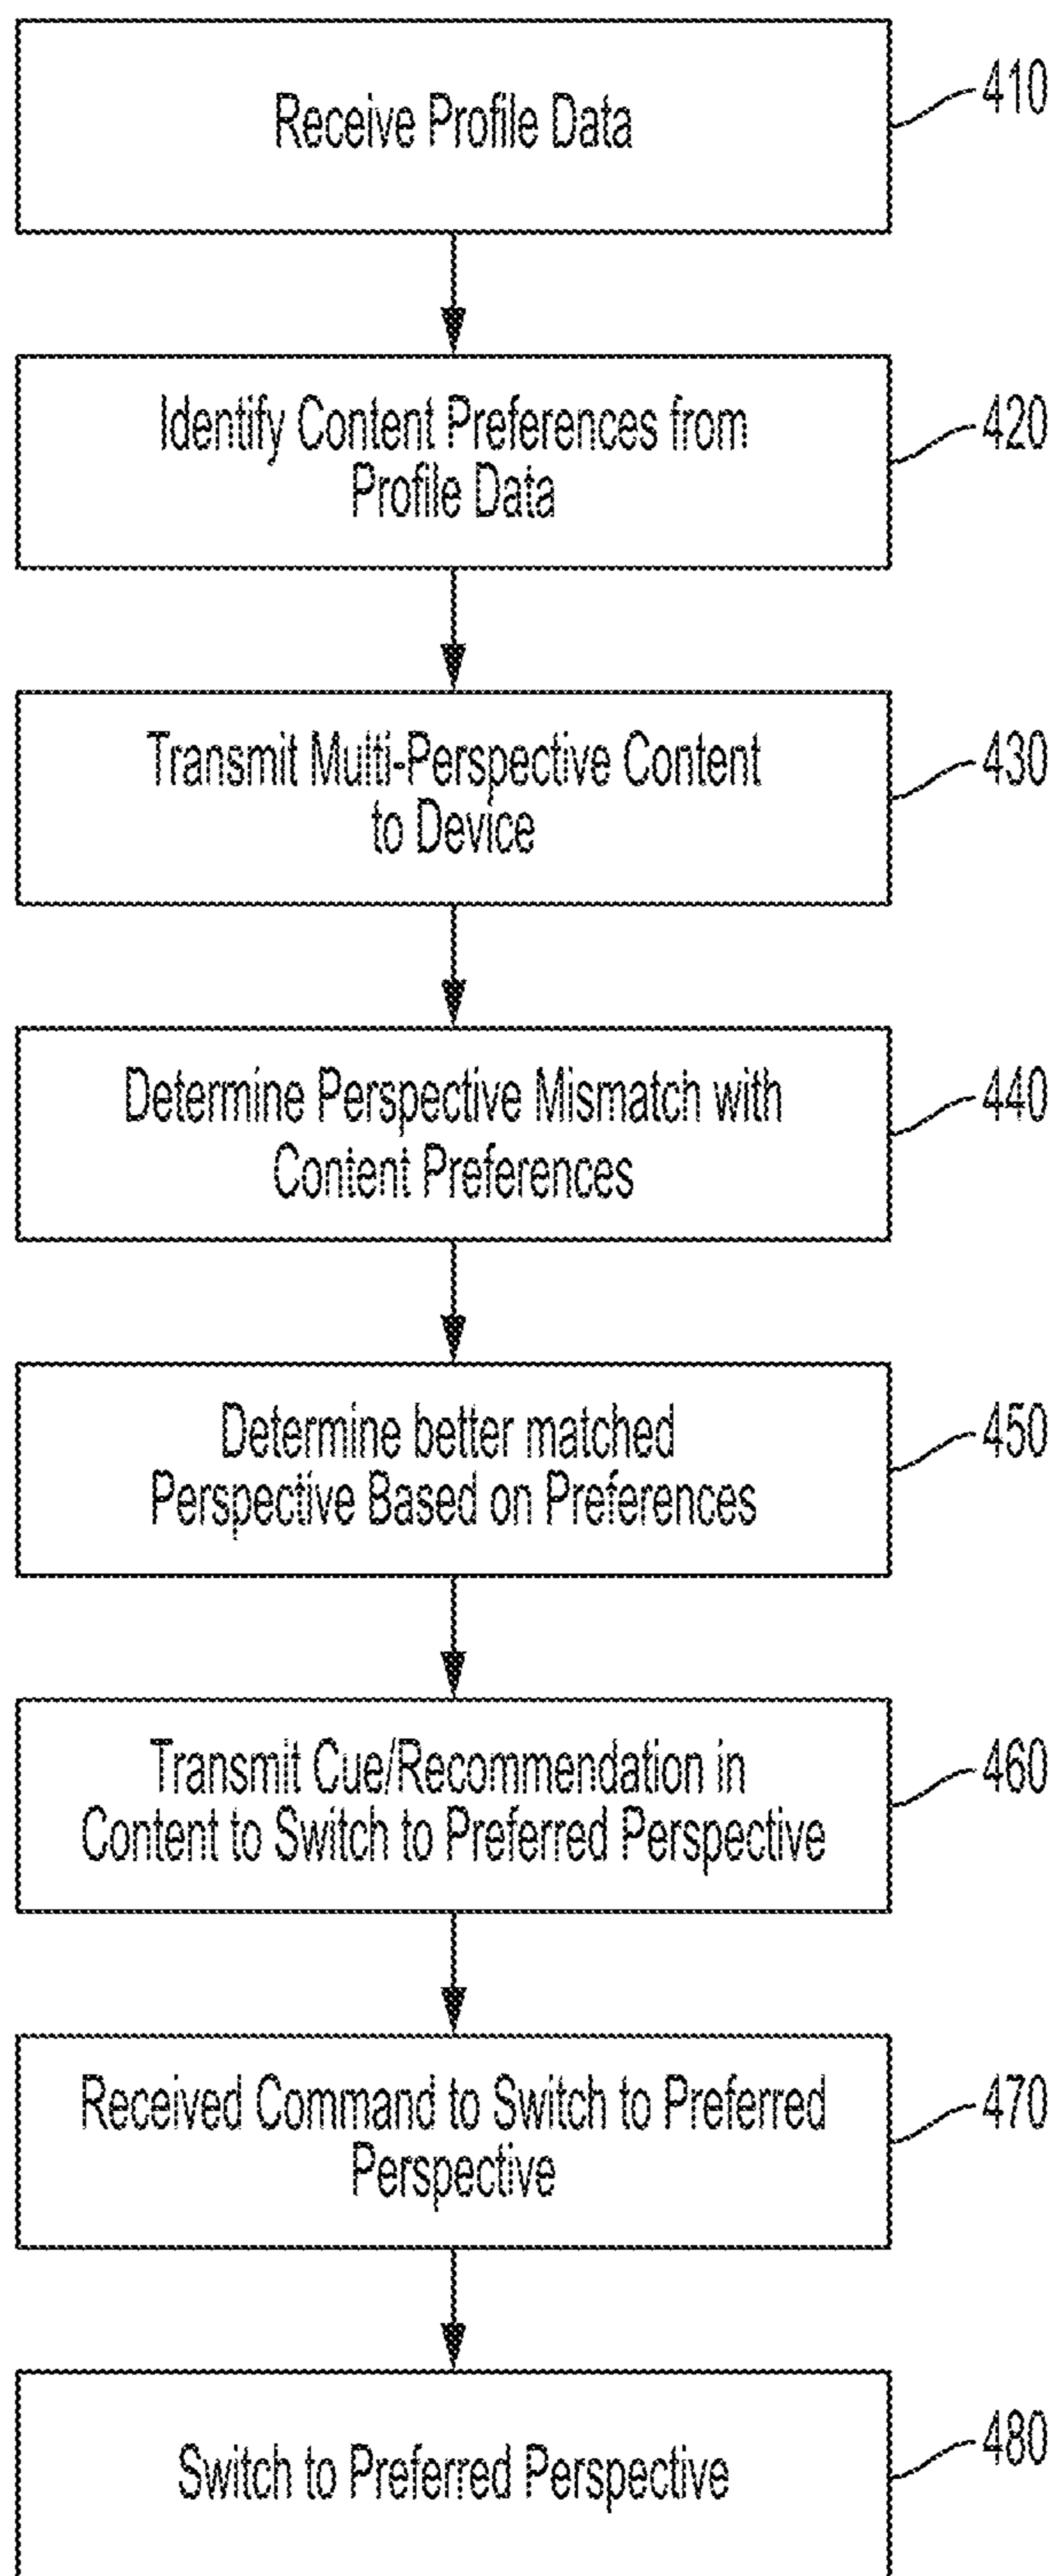 Receive Profile Data
410
Identify Content Preferences from
Profile Data
420
Transmit Multi-Perspective Content
to Device
430
Determine Perspective Mismatch with
Content Preferences
440
Determine better matched
Perspective Based on Preferences
450
Transmit Cue/Recommendation in
Content to Switch to Preferred Perspective
460
Received Command to Switch to Preferred
Perspective
470
Switch to Preferred Perspective
480